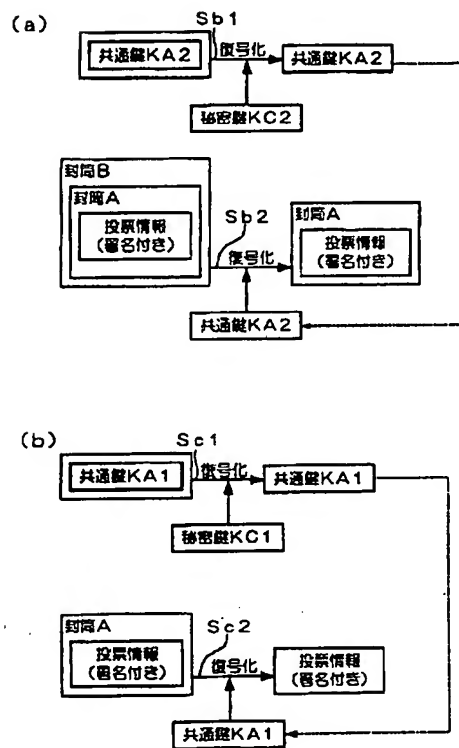 (a)
Sb1
共通鍵KA2
復号化
共通鍵KA2
秘密鍵KC2
封筒B
封筒A
投票情報
(署名付き)
Sb2
復号化
封筒A
投票情報
(署名付き)
共通鍵KA2
(b)
Sc1
共通鍵KA1
復号化
共通鍵KA1
秘密鍵KC1
封筒A
投票情報
(署名付き)
Sc2
復号化
投票情報
(署名付き)
共通鍵KA1